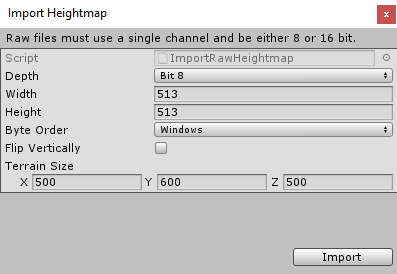 Import Heightmap
x
Raw files must use a single channel and be either 8 or 16 bit.
Script ImportRawHeightmap
Depth Bit 8
Width 513
Height 513
Byte Order Windows
Flip Vertically
Terrain Size
X 500 Y 600 Z 500
Import